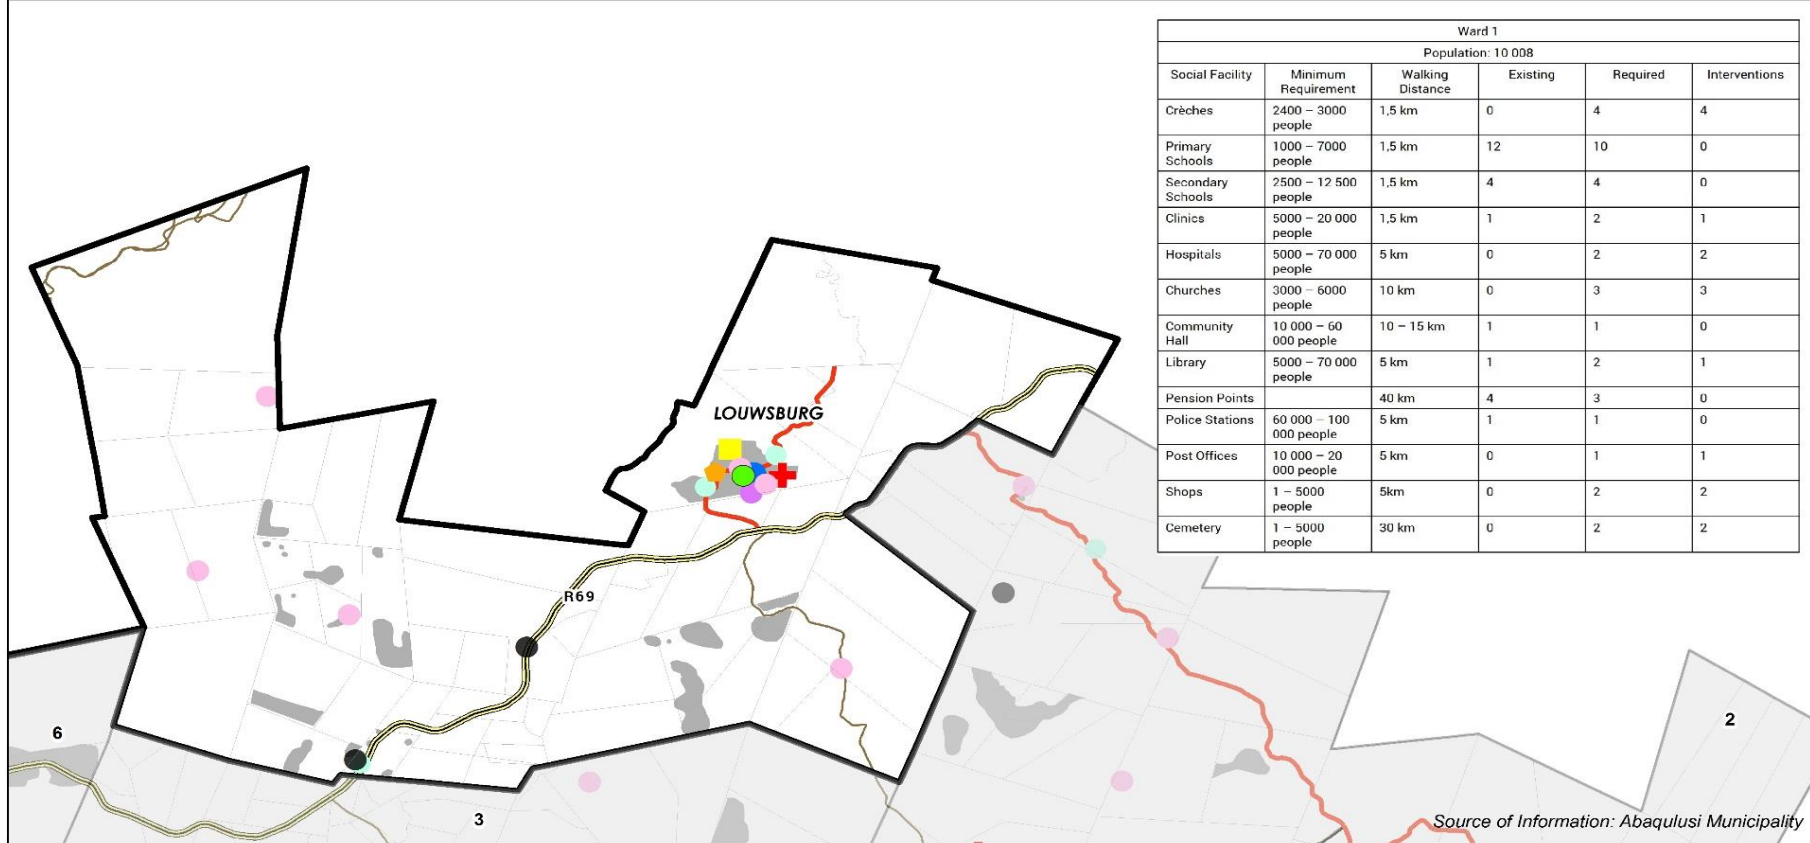 Ward 1
Population: 10 008
Social Facility Minimum Requirement Walking Distance Existing Required Interventions
Crèches 2400 – 3000 people 1,5 km 0 4 4
Primary Schools 1000 – 7000 people 1,5 km 12 10 0
Secondary Schools 2500 – 12 500 people 1,5 km 4 4 0
Clinics 5000 – 20 000 people 1,5 km 1 2 1
Hospitals 5000 – 70 000 people 5 km 0 2 2
Churches 3000 – 6000 people 10 km 0 3 3
Community Hall 10 000 – 60 000 people 10 – 15 km 1 1 0
Library 5000 – 70 000 people 5 km 1 2 1
Pension Points 40 km 4 3 0
Police Stations 60 000 – 100 000 people 5 km 1 1 0
Post Offices 10 000 – 20 000 people 5 km 0 1 1
Shops 1 – 5000 people 5km 0 2 2
Cemetery 1 – 5000 people 30 km 0 2 2
LOUWSBURG
R69
6
2
3
Source of Information: Abaqulusi Municipality